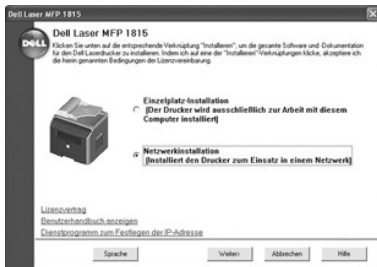 Dell Laser MFP 1815
Dell Laser MFP 1815
DELL
Klicken Sie unten auf die entsprechende Verknüpfung "Installieren", um die gesamte Software und -Dokumentation
für den Dell Laserdrucker zu installieren. Indem ich auf eine der "Installieren"-Verknüpfungen klicke, akzeptiere ich
die hierin genannten Bedingungen der Lizenzvereinbarung.
Einzelplatz-Installation
(Der Drucker wird ausschließlich zur Arbeit mit diesem
Computer installiert)
Netzwerkinstallation
(Installiert den Drucker zum Einsatz in einem Netzwerk)
Lizenzvertrag
Benutzerhandbuch anzeigen
Dienstprogramm zum Festlegen der IP-Adresse
Sprache
Weiter>
Abbrechen
Hilfe